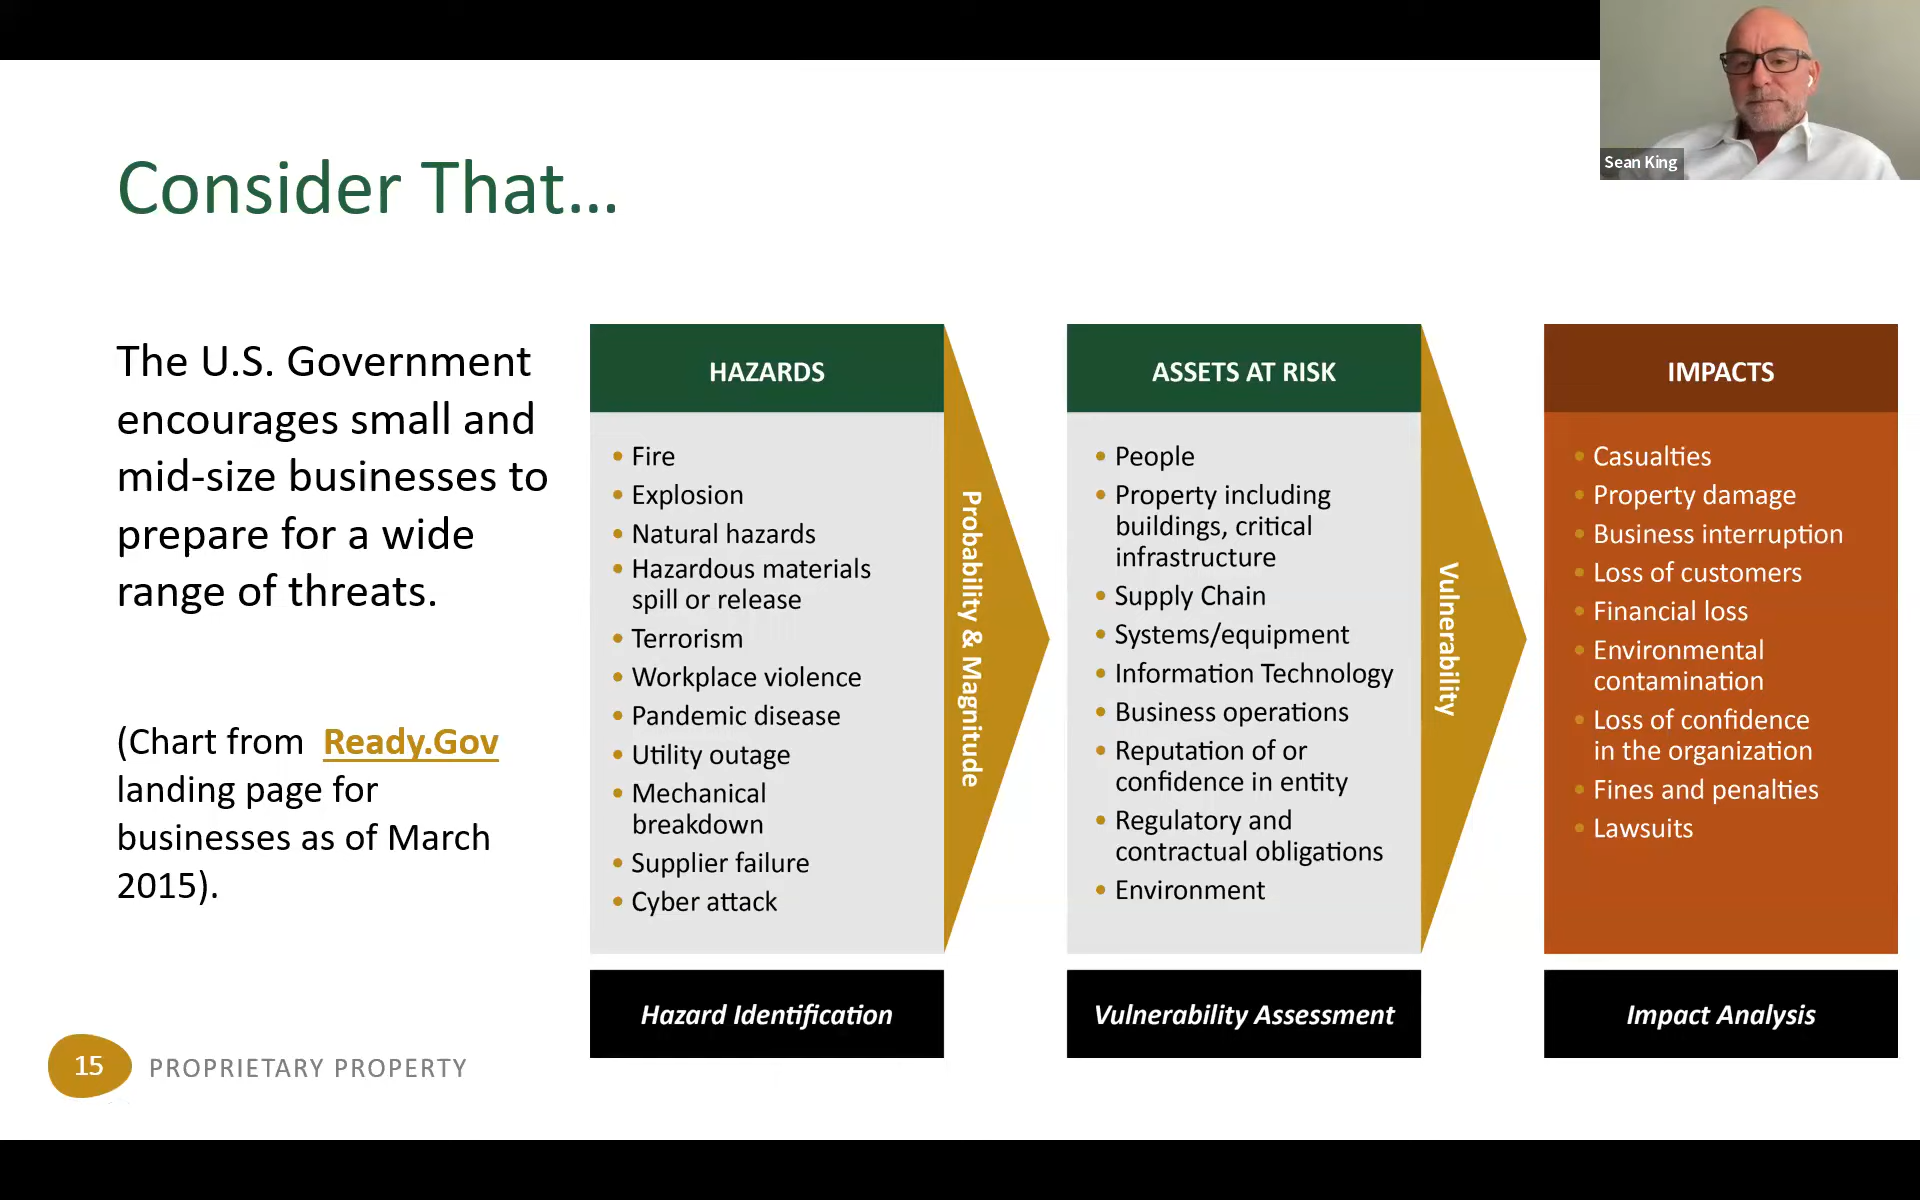 Sean King
Consider That...
The U.S. Government
encourages small and
mid-size businesses to
prepare for a wide
range of threats.
(Chart from Ready.Gov
landing page for
businesses as of March
2015).
HAZARDS
• Fire
• Explosion
• Natural hazards
• Hazardous materials
spill or release
• Terrorism
• Workplace violence
• Pandemic disease
• Utility outage
• Mechanical
breakdown
• Supplier failure
• Cyber attack
Hazard Identification
Probability & Magnitude
ASSETS AT RISK
• People
• Property including
buildings, critical
infrastructure
• Supply Chain
• Systems/equipment
• Information Technology
• Business operations
• Reputation of or
confidence in entity
• Regulatory and
contractual obligations
• Environment
Vulnerability Assessment
Vulnerability
IMPACTS
• Casualties
• Property damage
• Business interruption
• Loss of customers
• Financial loss
• Environmental
contamination
• Loss of confidence
in the organization
• Fines and penalties
• Lawsuits
Impact Analysis
15 PROPRIETARY PROPERTY